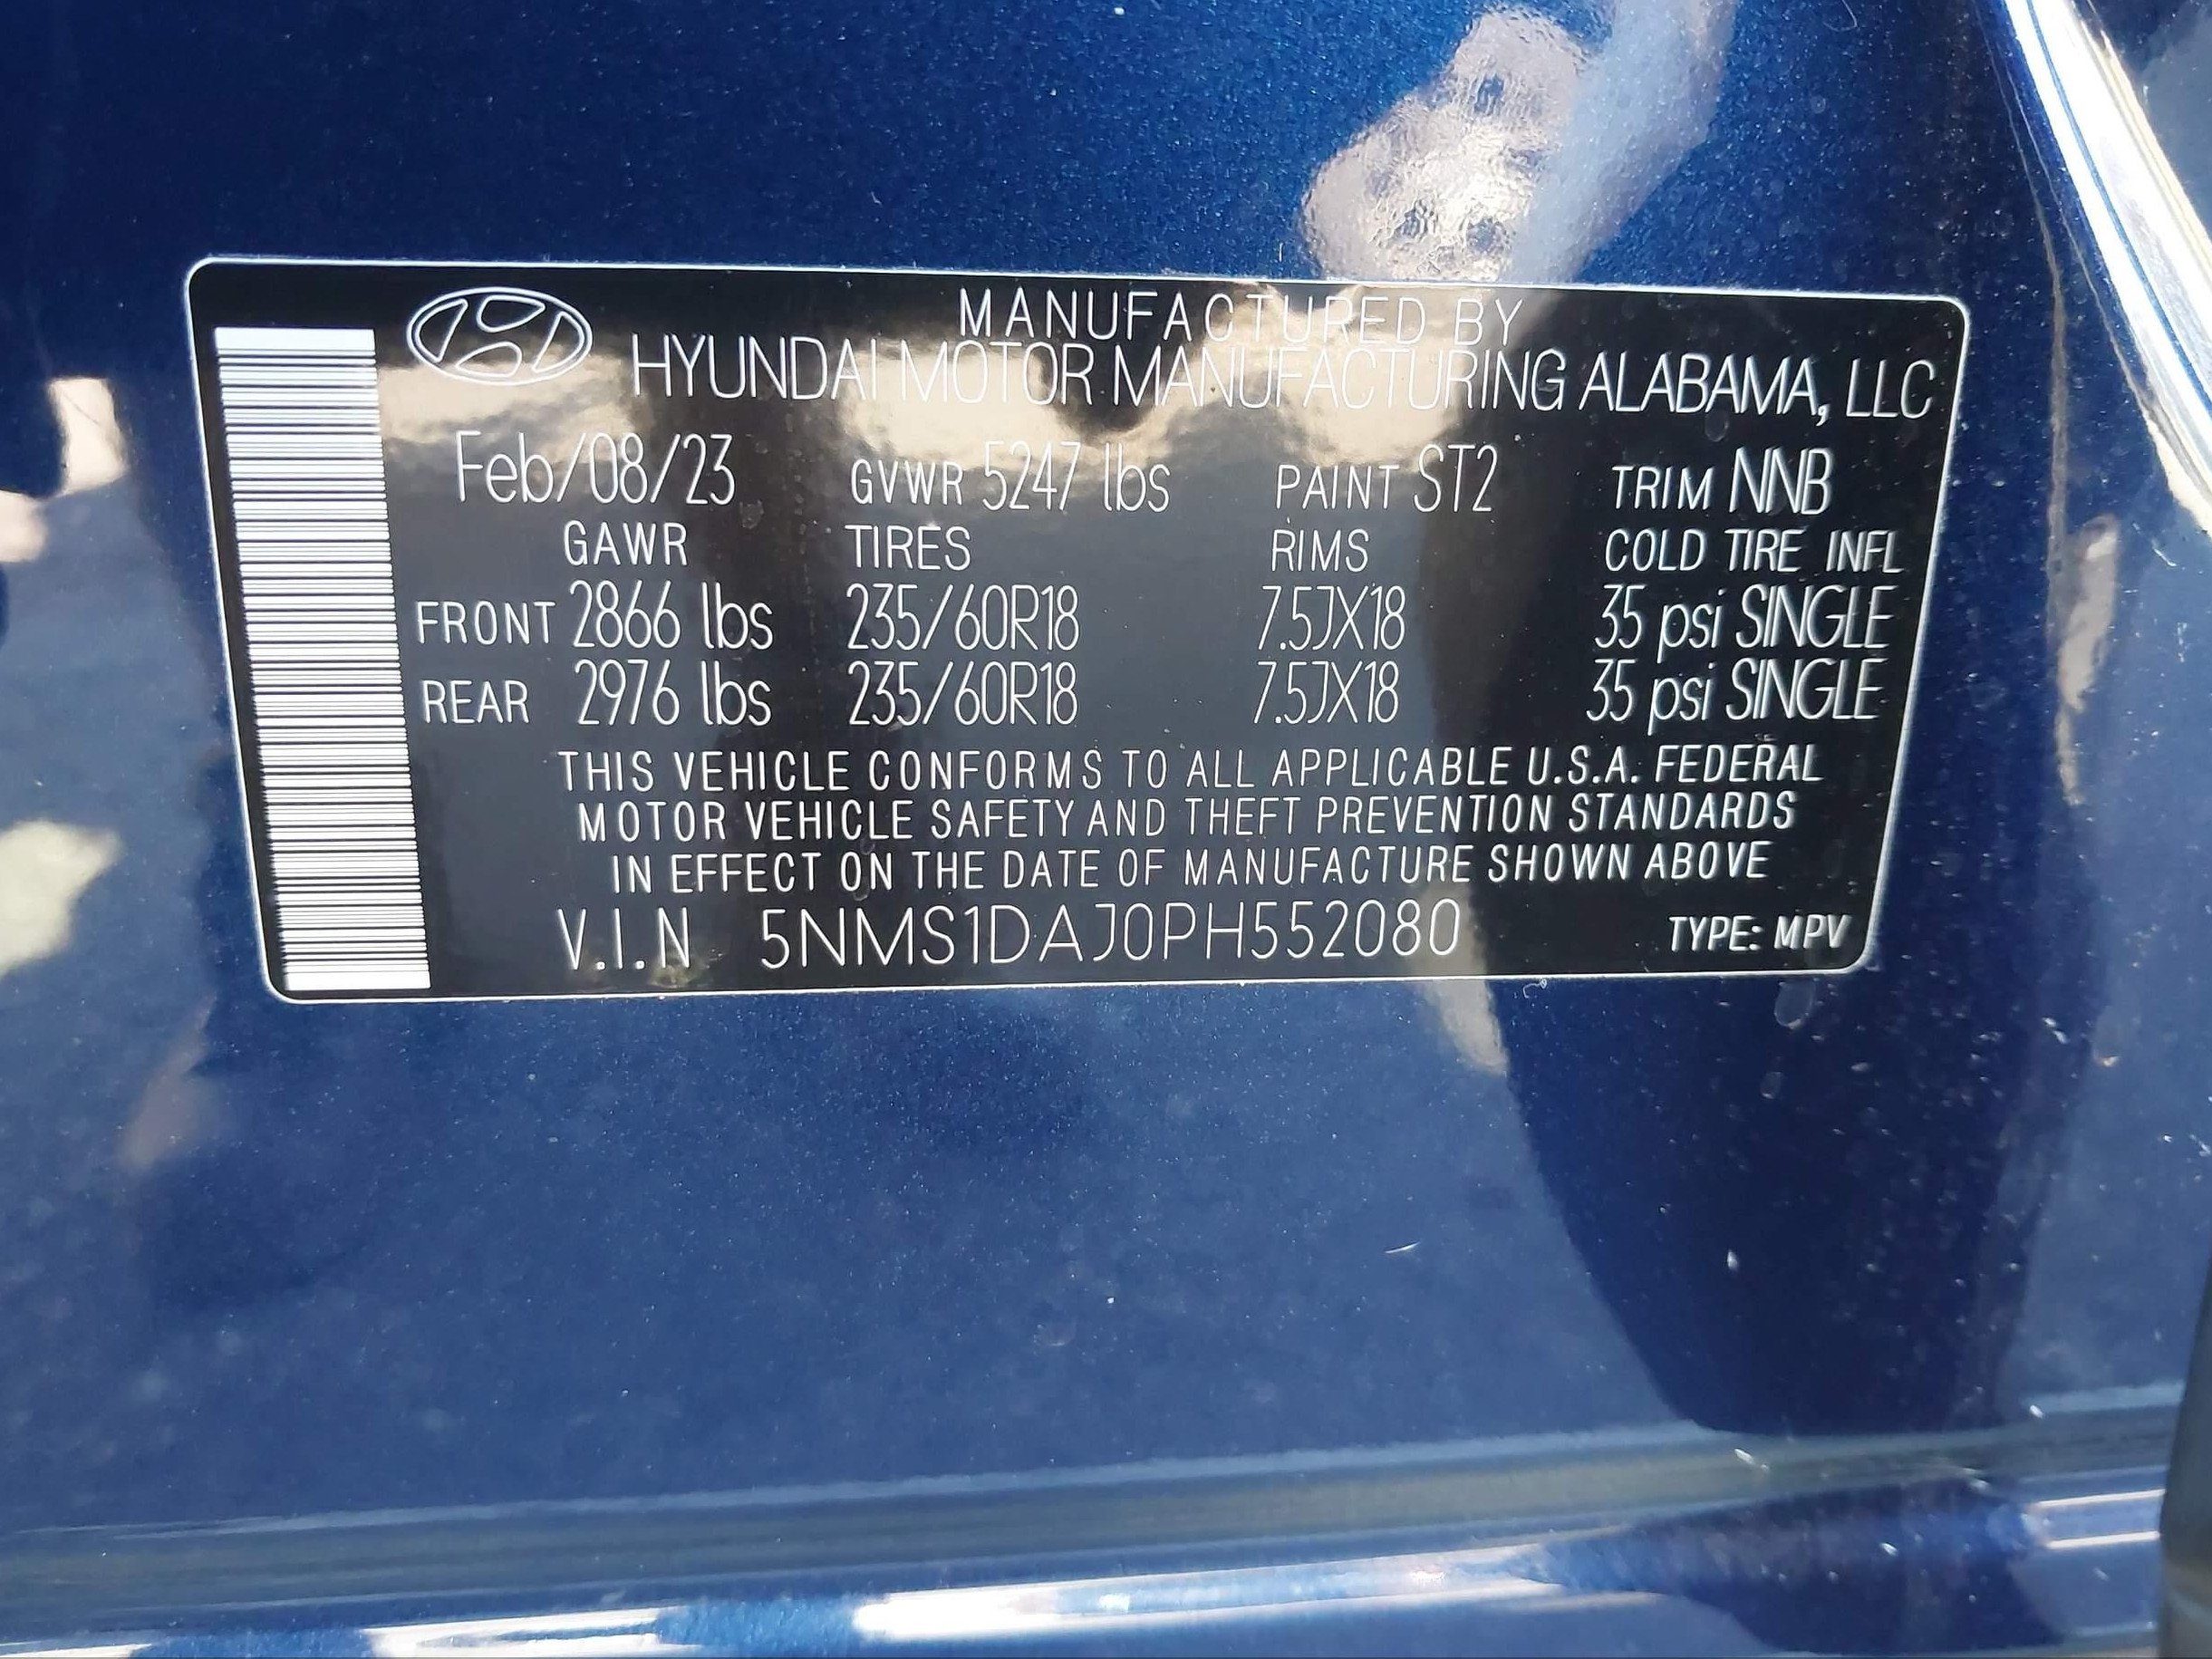 MANUFACTURED BY
HYUNDAI MOTOR MANUFACTURING ALABAMA, LLC
Feb/08/23 GVWR 5247 lbs PAINT ST2 TRIM NNB
GAWR TIRES RIMS COLD TIRE INFL
FRONT 2866 lbs 235/60R18 7.5JX18 35 psi SINGLE
REAR 2976 lbs 235/60R18 7.5JX18 35 psi SINGLE
THIS VEHICLE CONFORMS TO ALL APPLICABLE U.S.A. FEDERAL
MOTOR VEHICLE SAFETY AND THEFT PREVENTION STANDARDS
IN EFFECT ON THE DATE OF MANUFACTURE SHOWN ABOVE
V.I.N 5NMS1DAJ0PH552080 TYPE: MPV